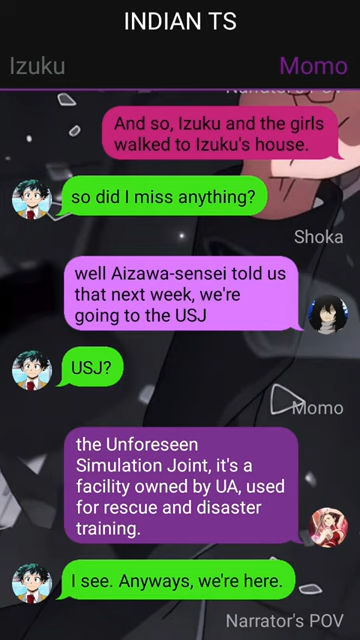 INDIAN TS
Izuku
Momo
Narrator's POV
And so, Izuku and the girls
walked to Izuku's house.
so did I miss anything?
Shoka
well Aizawa-sensei told us
that next week, we're
going to the USJ
USJ?
Momo
the Unforeseen
Simulation Joint, it's a
facility owned by UA, used
for rescue and disaster
training.
I see. Anyways, we're here.
Narrator's POV